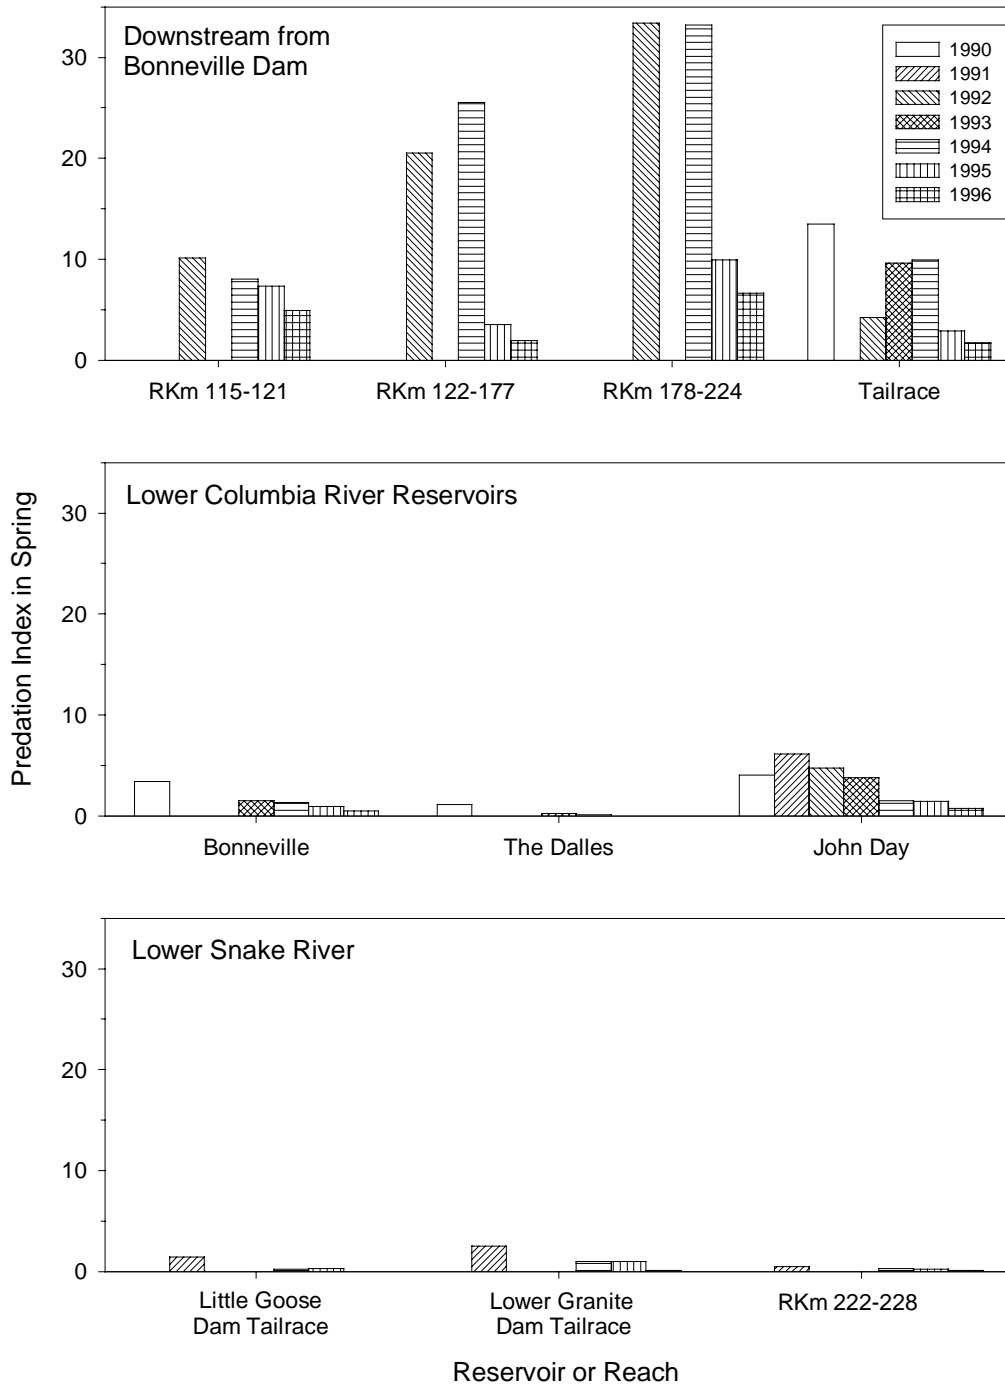 Downstream from
Bonneville Dam
30
20
10
0
1990
1991
1992
1993
1994
1995
1996
RKm 115-121
RKm 122-177
RKm 178-224
Tailrace
Predation Index in Spring
Lower Columbia River Reservoirs
30
20
10
0
Bonneville
The Dalles
John Day
Lower Snake River
30
20
10
0
Little Goose
Dam Tailrace
Lower Granite
Dam Tailrace
RKm 222-228
Reservoir or Reach